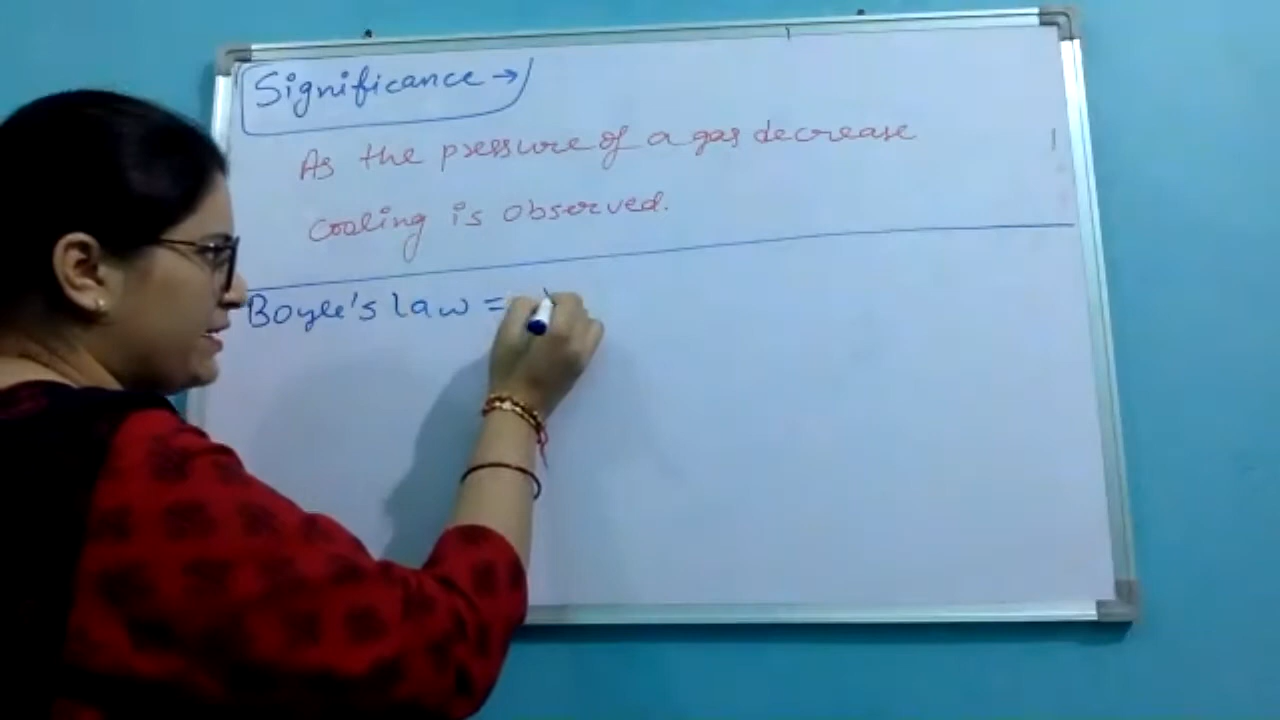 Significance →
As the pressure of a gas decrease
cooling is observed.
Boyle's law =